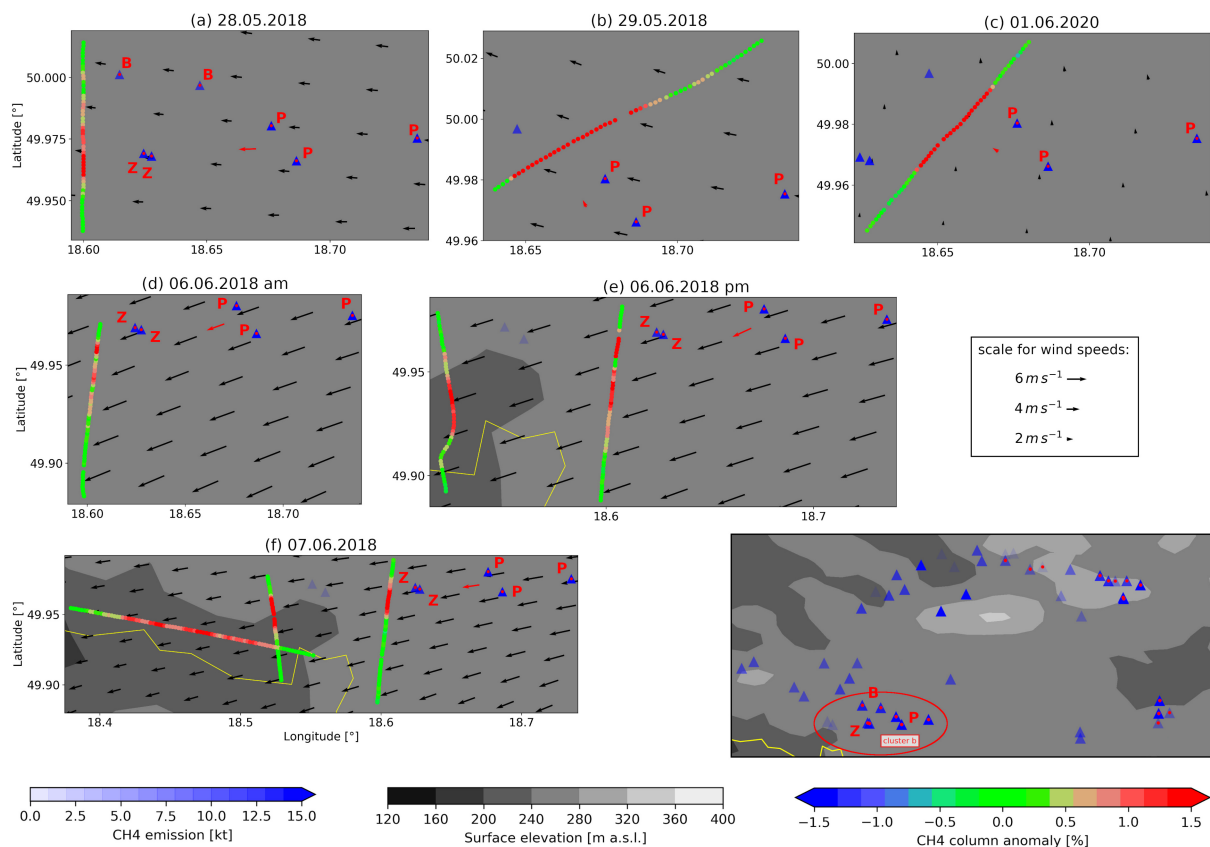 (a) 28.05.2018
(b) 29.05.2018
(c) 01.06.2020
Latitude [°]
50.000
49.975
49.950
18.60
18.65
18.70
B
B
P
P
P
Z
Z
50.02
50.00
49.98
49.96
18.65
18.70
P
P
P
50.00
49.98
49.96
18.65
18.70
P
P
P
(d) 06.06.2018 am
(e) 06.06.2018 pm
Latitude [°]
49.95
49.90
18.60
18.65
18.70
Z
Z
P
P
P
49.95
49.90
18.6
18.7
Z
Z
P
P
P
scale for wind speeds:
6 m s⁻¹
4 m s⁻¹
2 m s⁻¹
(f) 07.06.2018
Latitude [°]
49.95
49.90
18.4
18.5
18.6
18.7
Longitude [°]
Z
Z
P
P
P
B
P
Z
cluster b
0.0 2.5 5.0 7.5 10.0 12.5 15.0
CH4 emission [kt]
120 160 200 240 280 320 360 400
Surface elevation [m a.s.l.]
−1.5 −1.0 −0.5 0.0 0.5 1.0 1.5
CH4 column anomaly [%]